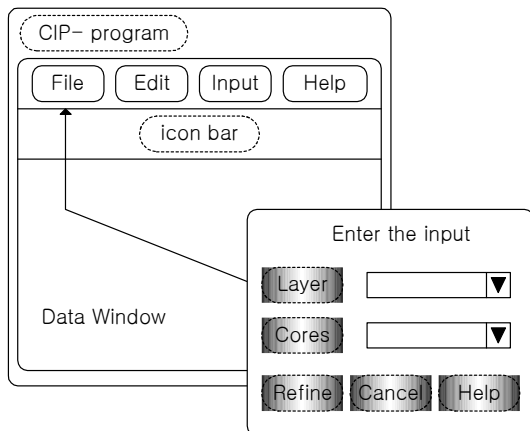 CIP- program
File Edit Input Help
icon bar
Enter the input
Layer
Data Window
Cores
Refine Cancel Help